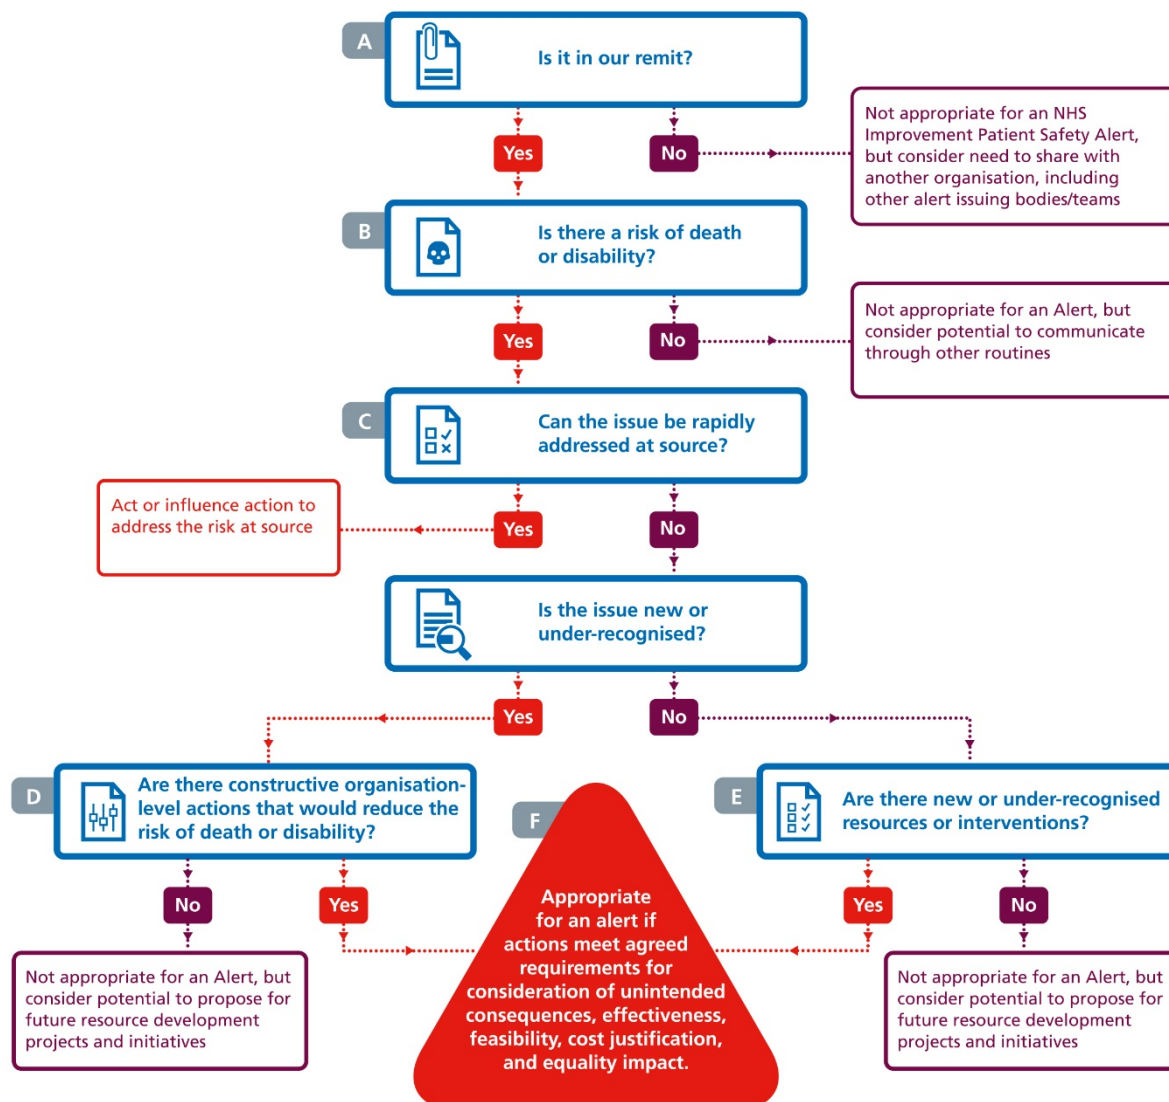 A
Is it in our remit?
Yes
No
Not appropriate for an NHS
Improvement Patient Safety Alert,
but consider need to share with
another organisation, including
other alert issuing bodies/teams
B
Is there a risk of death
or disability?
Yes
No
Not appropriate for an Alert, but
consider potential to communicate
through other routines
C
Can the issue be rapidly
addressed at source?
Yes
No
Act or influence action to
address the risk at source
Is the issue new or
under-recognised?
Yes
No
D
Are there constructive organisation-
level actions that would reduce the
risk of death or disability?
No
Yes
Not appropriate for an Alert, but
consider potential to propose for
future resource development
projects and initiatives
F
Appropriate
for an alert if
actions meet agreed
requirements for
consideration of unintended
consequences, effectiveness,
feasibility, cost justification,
and equality impact.
E
Are there new or under-recognised
resources or interventions?
Yes
No
Not appropriate for an Alert, but
consider potential to propose for
future resource development
projects and initiatives